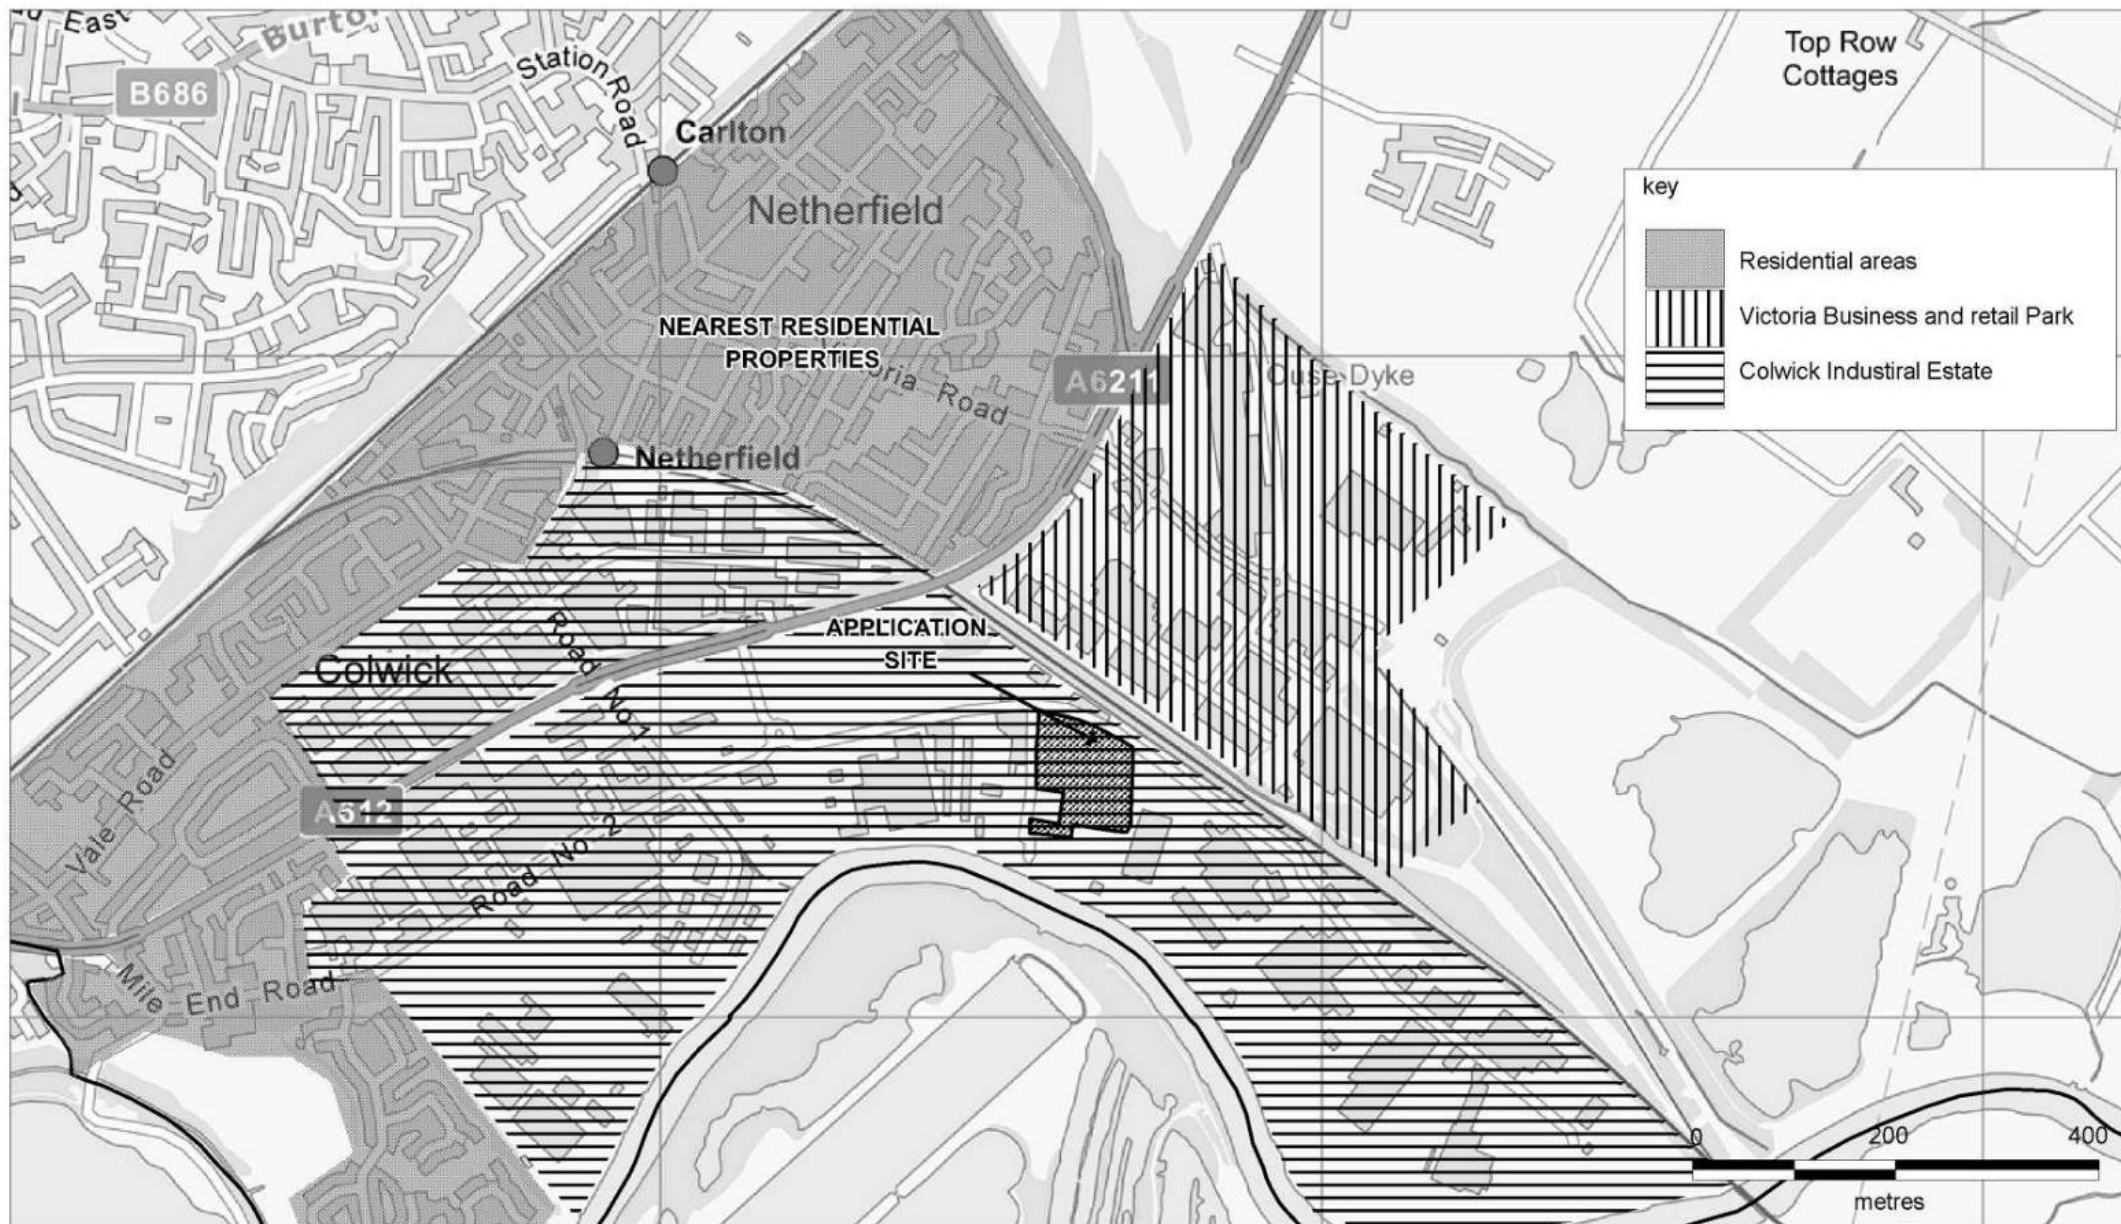 East
Burto
B686
Station Road
Carlton
Netherfield
Top Row
Cottages
key
Residential areas
Victoria Business and retail Park
Colwick Industiral Estate
NEAREST RESIDENTIAL
PROPERTIES
Victoria Road
A6211
Ouse Dyke
Netherfield
APPLICATION
SITE
Road No 1
Colwick
Vale Road
A612
Road No 2
Mile End Road
0 200 400
metres